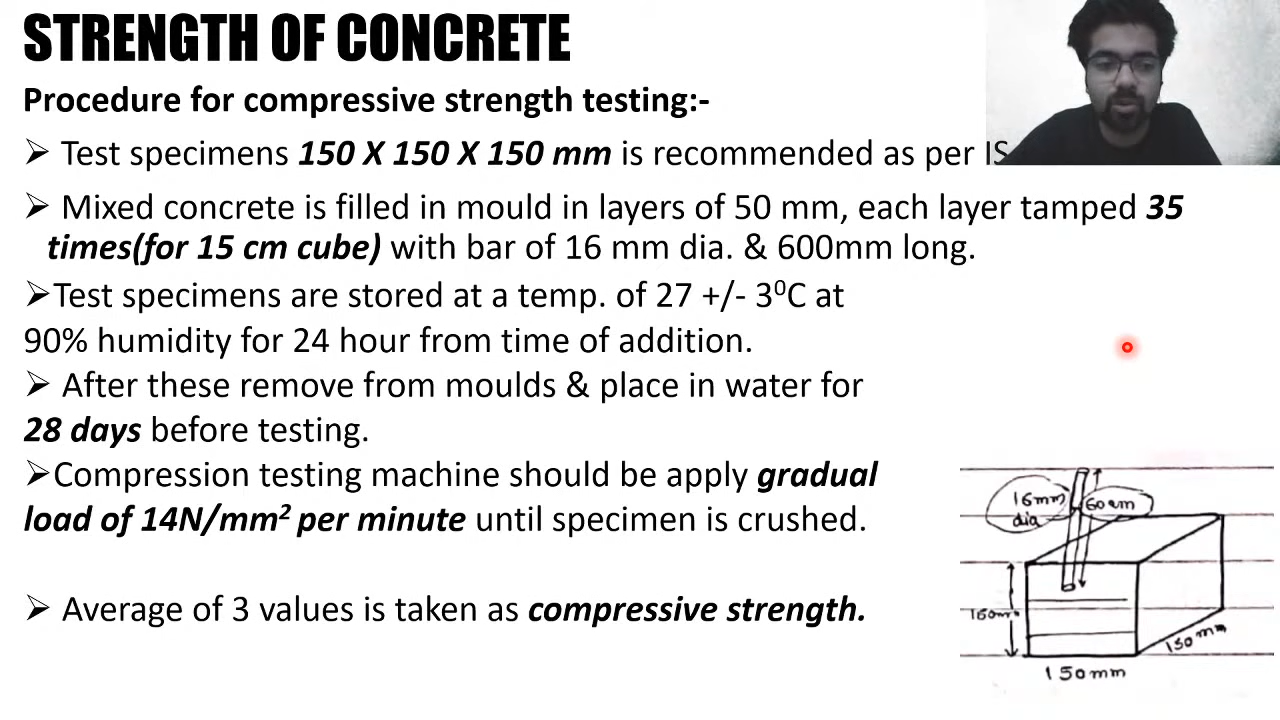 STRENGTH OF CONCRETE
Procedure for compressive strength testing:-
➢ Test specimens 150 X 150 X 150 mm is recommended as per IS
➢ Mixed concrete is filled in mould in layers of 50 mm, each layer tamped 35
times(for 15 cm cube) with bar of 16 mm dia. & 600mm long.
➢Test specimens are stored at a temp. of 27 +/- 3⁰C at
90% humidity for 24 hour from time of addition.
➢ After these remove from moulds & place in water for
28 days before testing.
➢Compression testing machine should be apply gradual
load of 14N/mm² per minute until specimen is crushed.
➢ Average of 3 values is taken as compressive strength.
16mm
dia
60cm
150mm
150mm